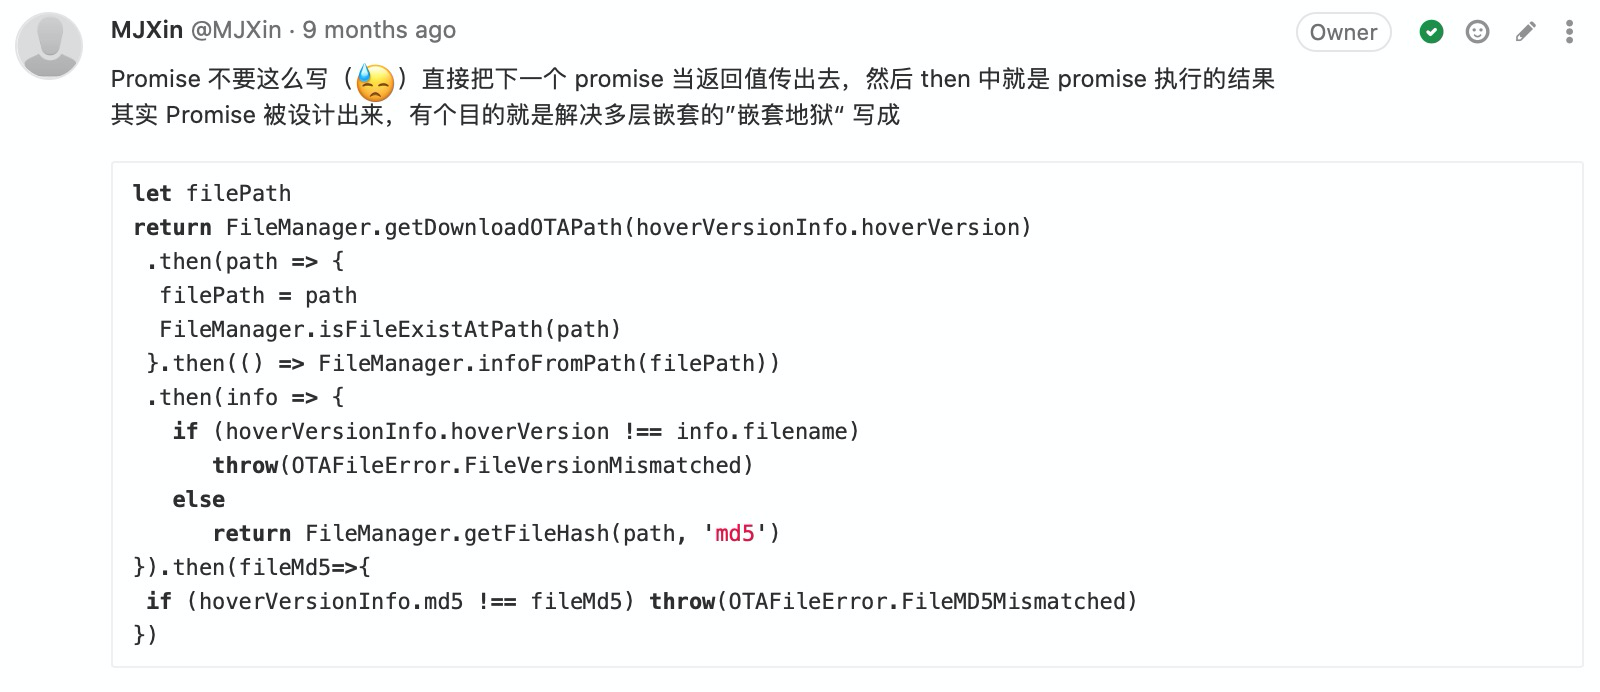 MJXin @MJXin · 9 months ago
Owner
Promise 不要这么写（😓）直接把下一个 promise 当返回值传出去，然后 then 中就是 promise 执行的结果
其实 Promise 被设计出来，有个目的就是解决多层嵌套的”嵌套地狱“ 写成
let filePath
return FileManager.getDownloadOTAPath(hoverVersionInfo.hoverVersion)
 .then(path => {
  filePath = path
  FileManager.isFileExistAtPath(path)
 }.then(() => FileManager.infoFromPath(filePath))
 .then(info => {
   if (hoverVersionInfo.hoverVersion !== info.filename)
      throw(OTAFileError.FileVersionMismatched)
   else
      return FileManager.getFileHash(path, 'md5')
}).then(fileMd5=>{
 if (hoverVersionInfo.md5 !== fileMd5) throw(OTAFileError.FileMD5Mismatched)
})